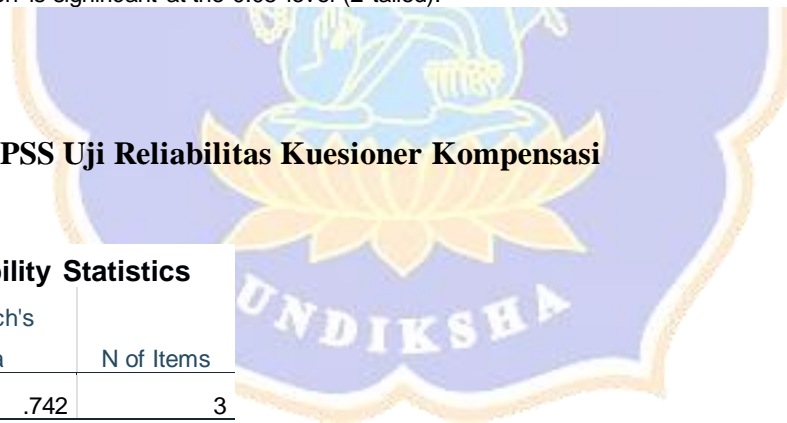 is significant at the 0.05 level (2-tailed).
PSS Uji Reliabilitas Kuesioner Kompensasi
bility Statistics
ch's
a N of Items
.742 3
UNDIKSHA